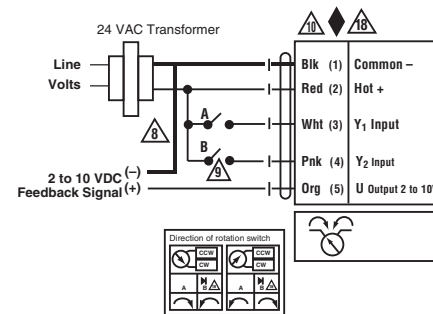 10 18
24 VAC Transformer
Line
Volts
Blk (1) Common –
Red (2) Hot +
A
Wht (3) Y1 Input
8
B
9
Pnk (4) Y2 Input
2 to 10 VDC (–)
Feedback Signal (+)
Org (5) U Output 2 to 10V
Direction of rotation switch
CCW CCW
CW CW
A B A B